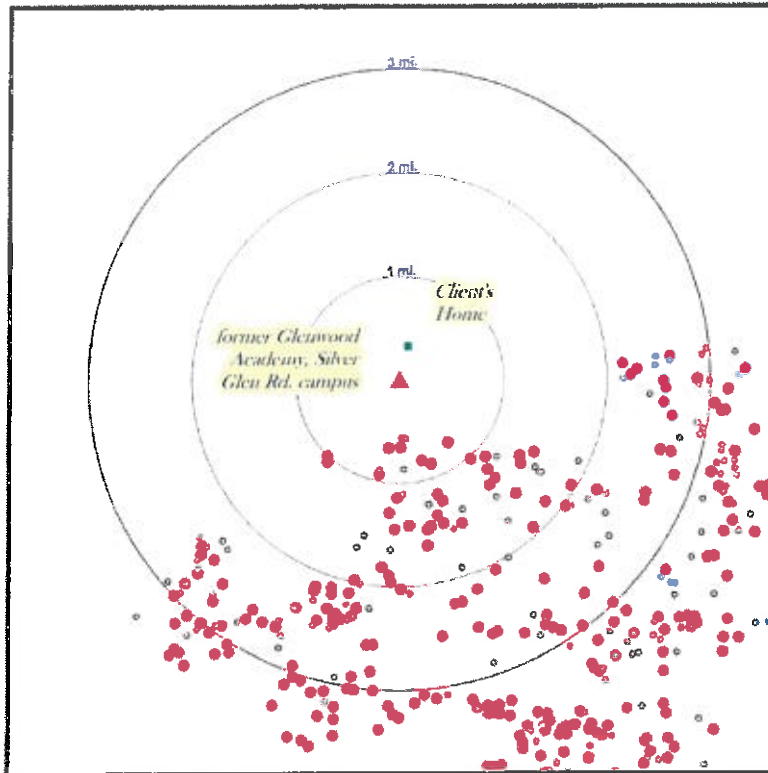 3 mi.
2 mi.
1 mi.
Client's
Home
former Glenwood
Academy, Silver
Glen Rd. campus